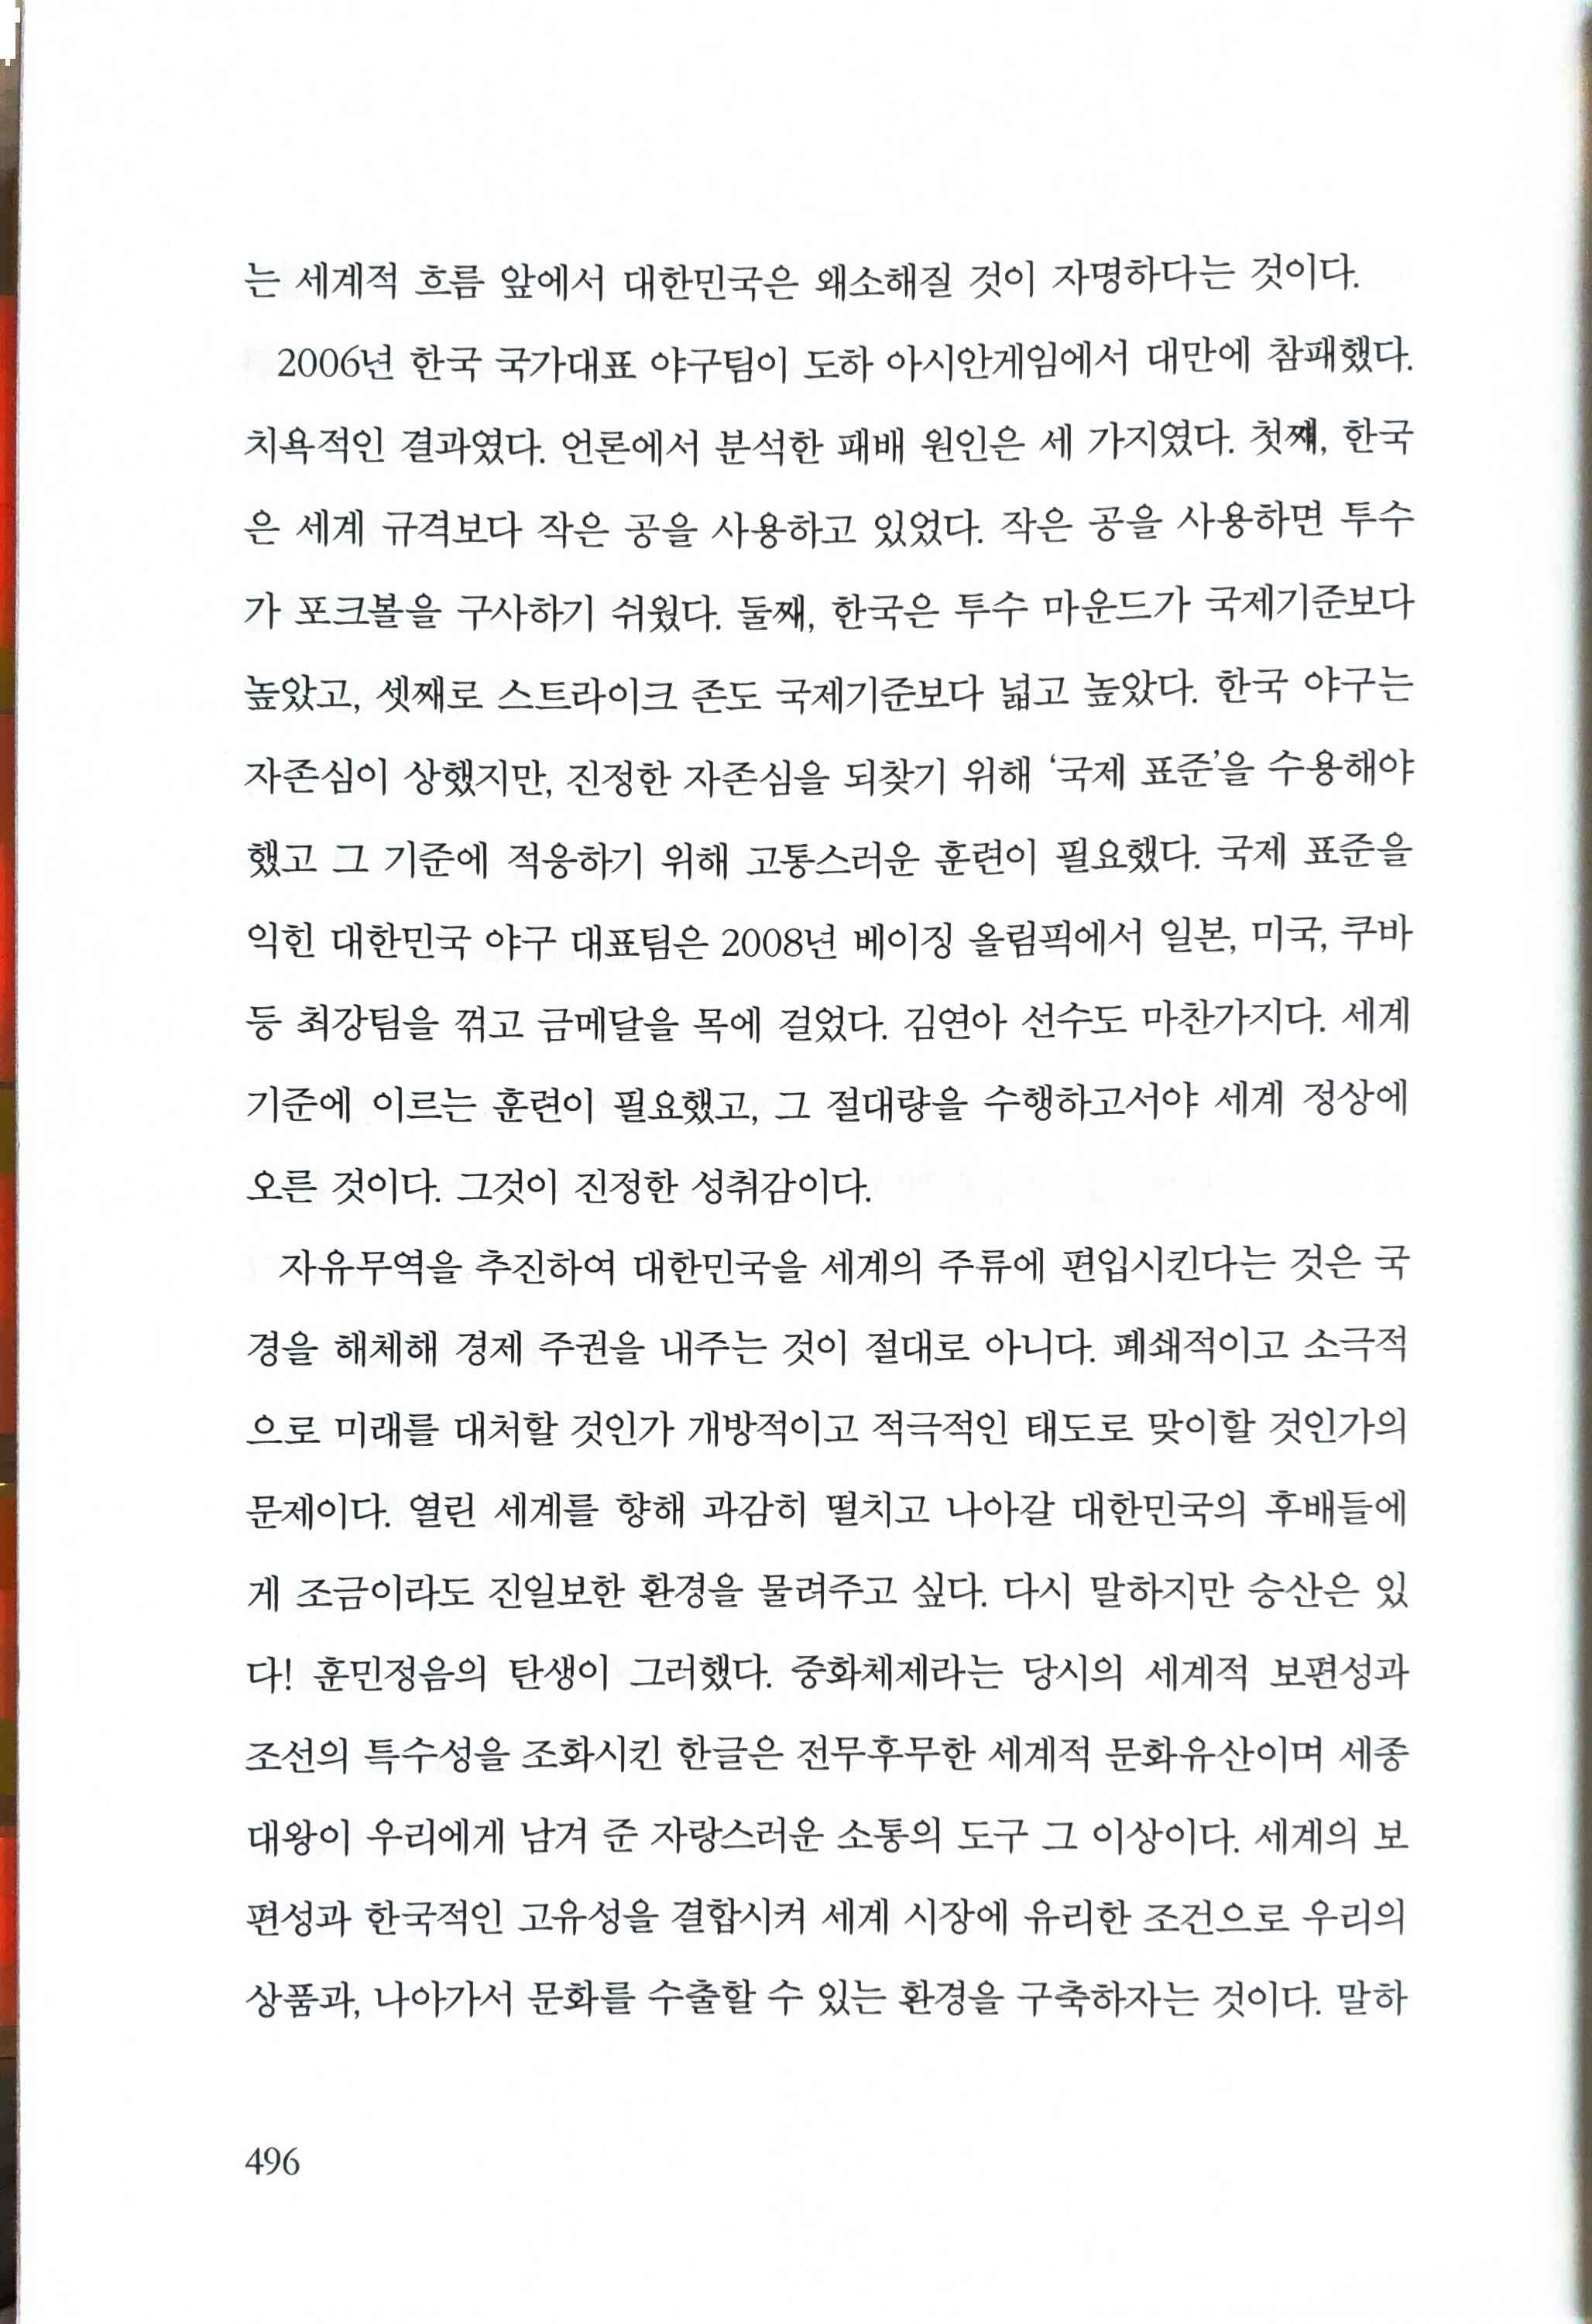 는 세계적 흐름 앞에서 대한민국은 왜소해질 것이 자명하다는 것이다.
2006년 한국 국가대표 야구팀이 도하 아시안게임에서 대만에 참패했다.
치욕적인 결과였다. 언론에서 분석한 패배 원인은 세 가지였다. 첫째, 한국
은 세계 규격보다 작은 공을 사용하고 있었다. 작은 공을 사용하면 투수
가 포크볼을 구사하기 쉬웠다. 둘째, 한국은 투수 마운드가 국제기준보다
높았고, 셋째로 스트라이크 존도 국제기준보다 넓고 높았다. 한국 야구는
자존심이 상했지만, 진정한 자존심을 되찾기 위해 ‘국제 표준’을 수용해야
했고 그 기준에 적응하기 위해 고통스러운 훈련이 필요했다. 국제 표준을
익힌 대한민국 야구 대표팀은 2008년 베이징 올림픽에서 일본, 미국, 쿠바
등 최강팀을 꺾고 금메달을 목에 걸었다. 김연아 선수도 마찬가지다. 세계
기준에 이르는 훈련이 필요했고, 그 절대량을 수행하고서야 세계 정상에
오른 것이다. 그것이 진정한 성취감이다.
자유무역을 추진하여 대한민국을 세계의 주류에 편입시킨다는 것은 국
경을 해체해 경제 주권을 내주는 것이 절대로 아니다. 폐쇄적이고 소극적
으로 미래를 대처할 것인가 개방적이고 적극적인 태도로 맞이할 것인가의
문제이다. 열린 세계를 향해 과감히 떨치고 나아갈 대한민국의 후배들에
게 조금이라도 진일보한 환경을 물려주고 싶다. 다시 말하지만 승산은 있
다! 훈민정음의 탄생이 그러했다. 중화체제라는 당시의 세계적 보편성과
조선의 특수성을 조화시킨 한글은 전무후무한 세계적 문화유산이며 세종
대왕이 우리에게 남겨 준 자랑스러운 소통의 도구 그 이상이다. 세계의 보
편성과 한국적인 고유성을 결합시켜 세계 시장에 유리한 조건으로 우리의
상품과, 나아가서 문화를 수출할 수 있는 환경을 구축하자는 것이다. 말하
496